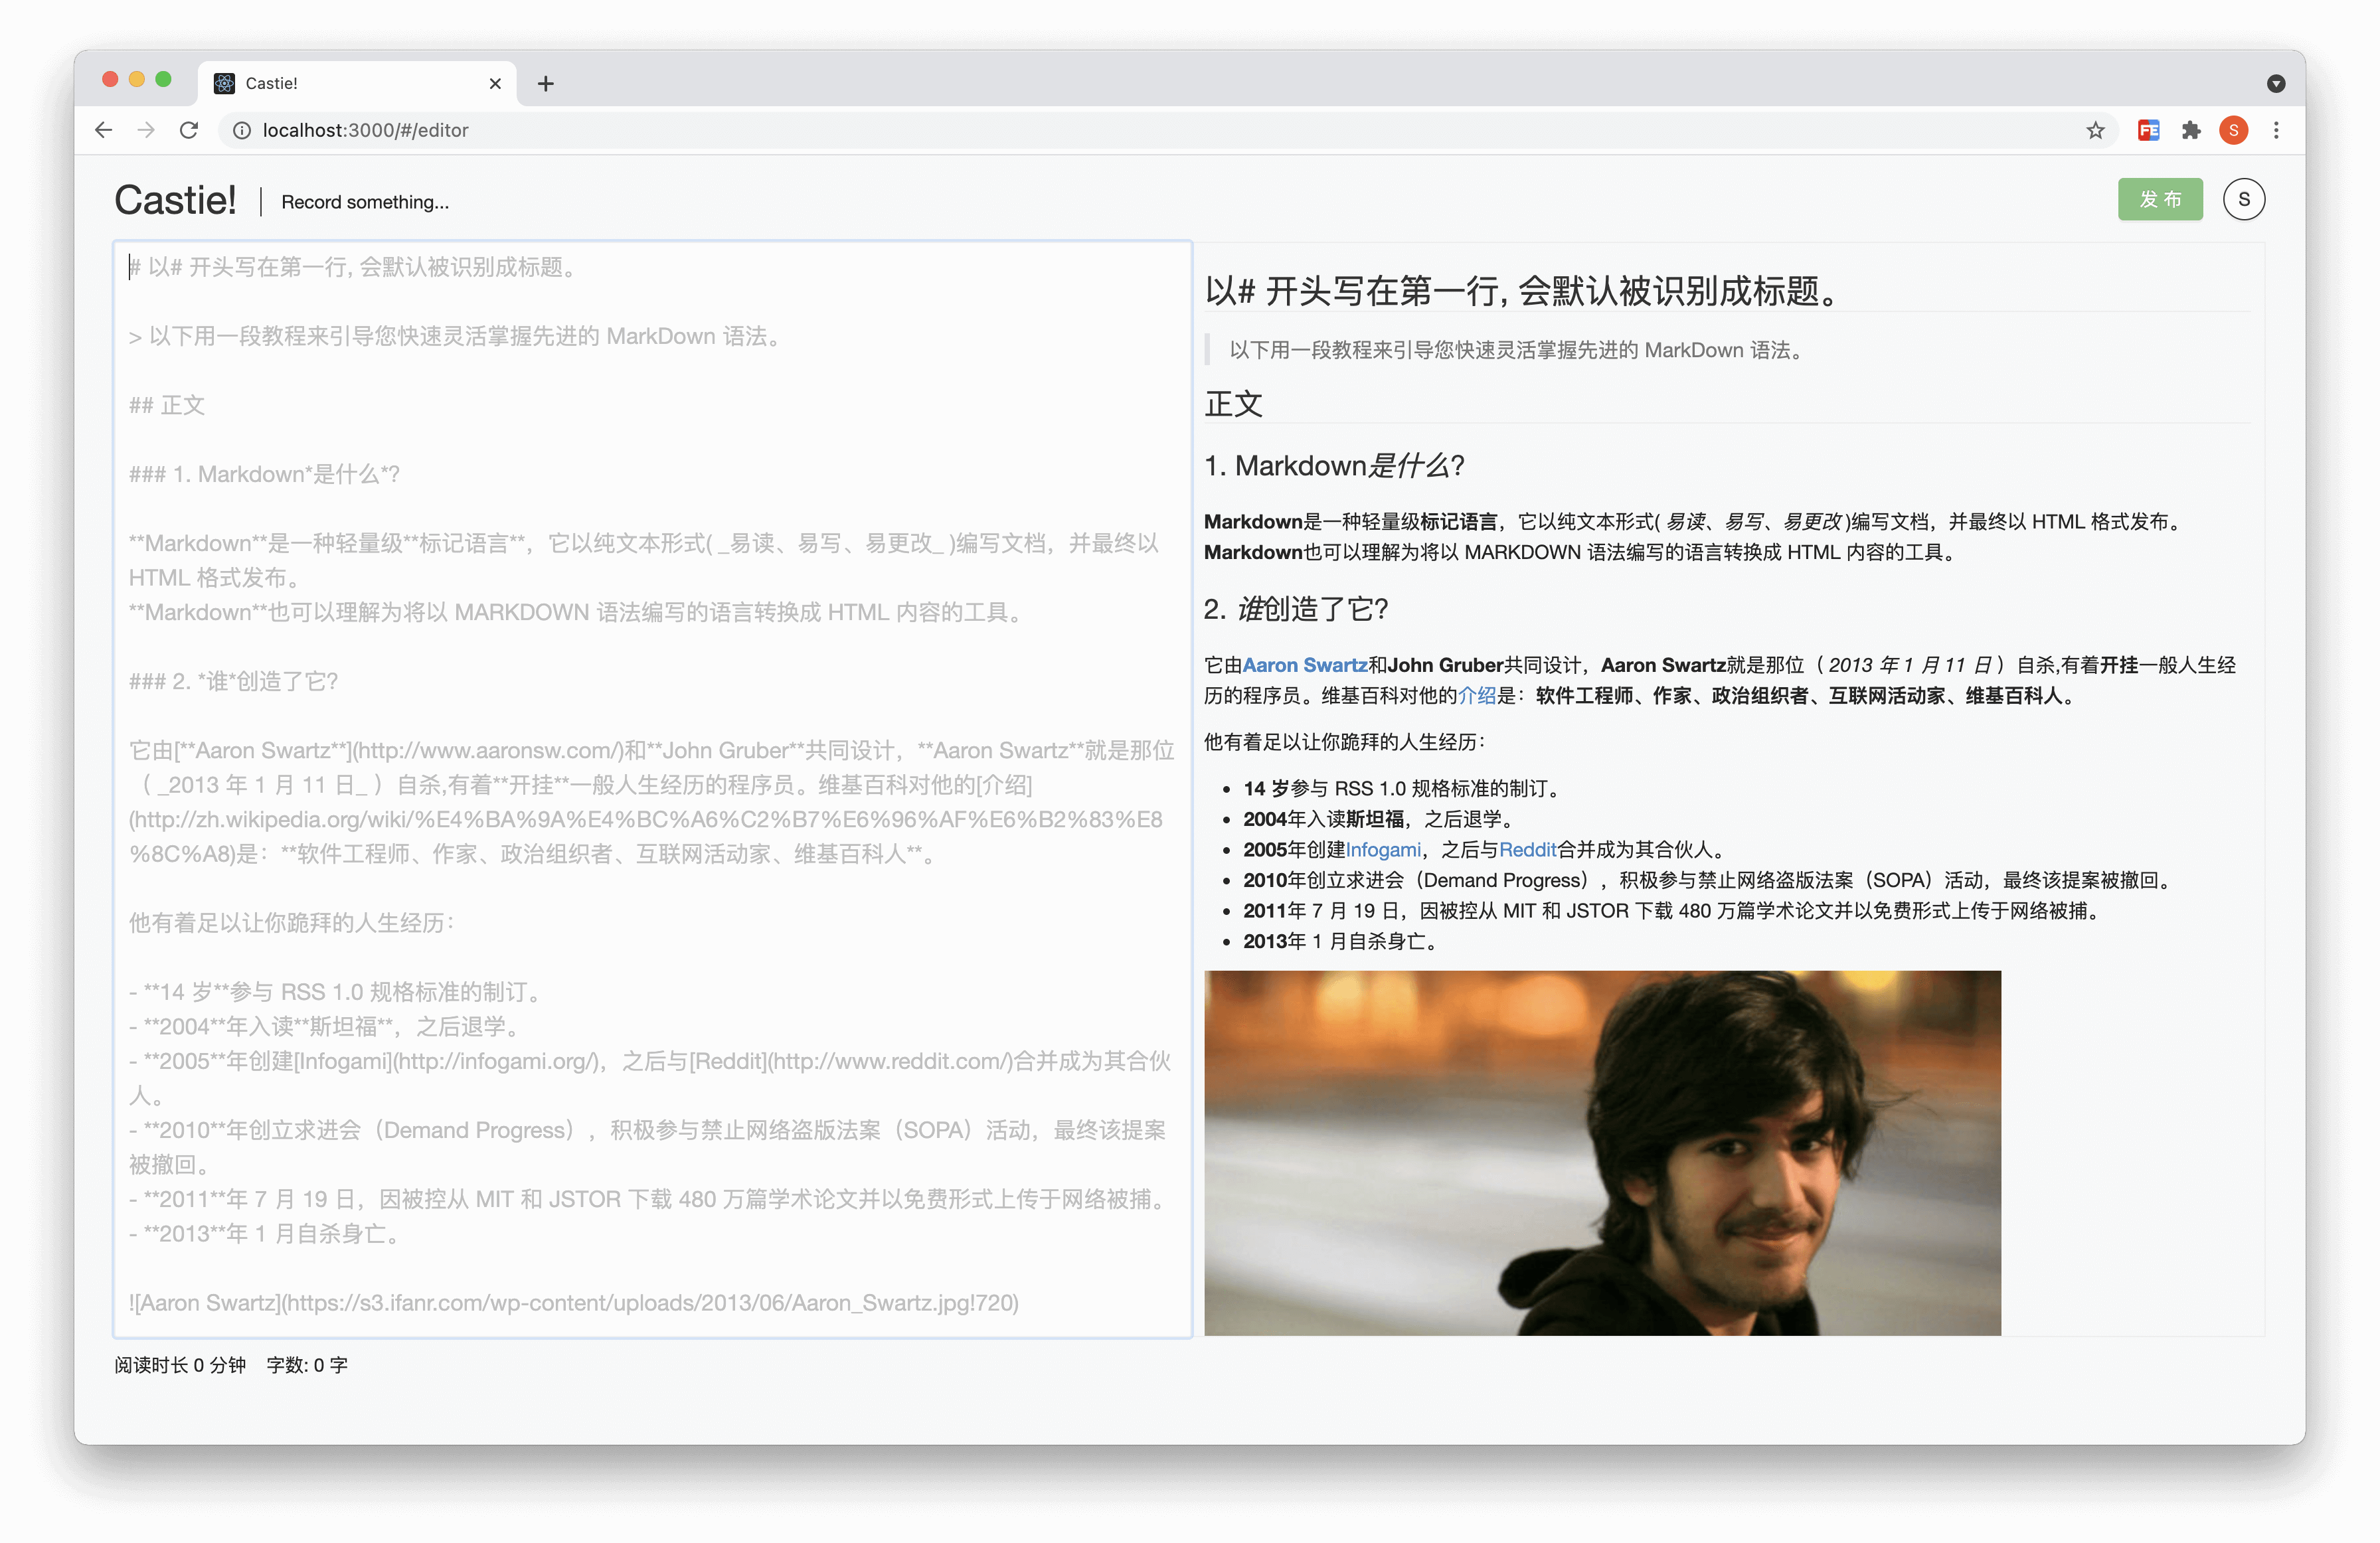 Castie!
localhost:3000/#/editor
FE
S
Castie!
Record something...
发 布
S
# 以# 开头写在第一行, 会默认被识别成标题。
> 以下用一段教程来引导您快速灵活掌握先进的 MarkDown 语法。
## 正文
### 1. Markdown*是什么*?
**Markdown**是一种轻量级**标记语言**，它以纯文本形式( _易读、易写、易更改_ )编写文档，并最终以
HTML 格式发布。
**Markdown**也可以理解为将以 MARKDOWN 语法编写的语言转换成 HTML 内容的工具。
### 2. *谁*创造了它?
它由[**Aaron Swartz**](http://www.aaronsw.com/)和**John Gruber**共同设计，**Aaron Swartz**就是那位
（ _2013 年 1 月 11 日_ ）自杀,有着**开挂**一般人生经历的程序员。维基百科对他的[介绍]
(http://zh.wikipedia.org/wiki/%E4%BA%9A%E4%BC%A6%C2%B7%E6%96%AF%E6%B2%83%E8
%8C%A8)是：**软件工程师、作家、政治组织者、互联网活动家、维基百科人**。
他有着足以让你跪拜的人生经历：
- **14 岁**参与 RSS 1.0 规格标准的制订。
- **2004**年入读**斯坦福**，之后退学。
- **2005**年创建[Infogami](http://infogami.org/)，之后与[Reddit](http://www.reddit.com/)合并成为其合伙
人。
- **2010**年创立求进会（Demand Progress），积极参与禁止网络盗版法案（SOPA）活动，最终该提案
被撤回。
- **2011**年 7 月 19 日，因被控从 MIT 和 JSTOR 下载 480 万篇学术论文并以免费形式上传于网络被捕。
- **2013**年 1 月自杀身亡。
![Aaron Swartz](https://s3.ifanr.com/wp-content/uploads/2013/06/Aaron_Swartz.jpg!720)
以# 开头写在第一行, 会默认被识别成标题。
以下用一段教程来引导您快速灵活掌握先进的 MarkDown 语法。
正文
1. Markdown是什么?
Markdown是一种轻量级标记语言，它以纯文本形式( 易读、易写、易更改 )编写文档，并最终以 HTML 格式发布。
Markdown也可以理解为将以 MARKDOWN 语法编写的语言转换成 HTML 内容的工具。
2. 谁创造了它?
它由Aaron Swartz和John Gruber共同设计，Aaron Swartz就是那位（ 2013 年 1 月 11 日 ）自杀,有着开挂一般人生经
历的程序员。维基百科对他的介绍是：软件工程师、作家、政治组织者、互联网活动家、维基百科人。
他有着足以让你跪拜的人生经历：
• 14 岁参与 RSS 1.0 规格标准的制订。
• 2004年入读斯坦福，之后退学。
• 2005年创建Infogami，之后与Reddit合并成为其合伙人。
• 2010年创立求进会（Demand Progress），积极参与禁止网络盗版法案（SOPA）活动，最终该提案被撤回。
• 2011年 7 月 19 日，因被控从 MIT 和 JSTOR 下载 480 万篇学术论文并以免费形式上传于网络被捕。
• 2013年 1 月自杀身亡。
阅读时长 0 分钟 字数: 0 字